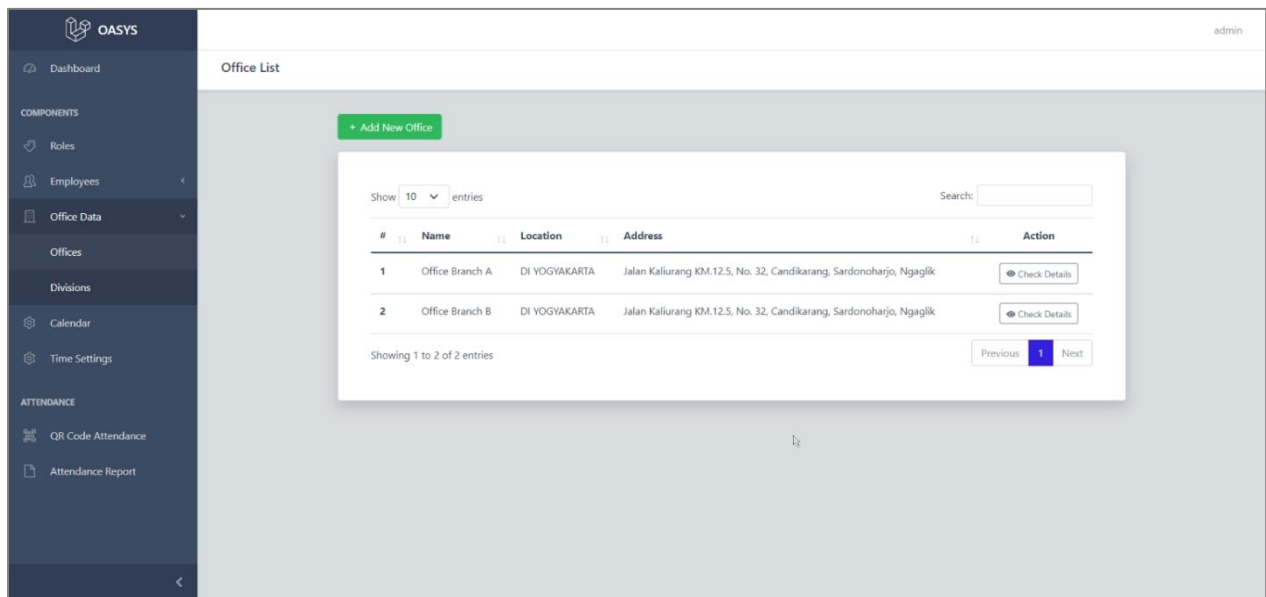 OASYS
admin
Dashboard
Office List
COMPONENTS
+ Add New Office
Roles
Employees
Show 10 entries Search:
Office Data
# Name Location Address Action
Offices
1 Office Branch A DI YOGYAKARTA Jalan Kaliurang KM.12.5, No. 32, Candikarang, Sardonoharjo, Ngaglik Check Details
Divisions
2 Office Branch B DI YOGYAKARTA Jalan Kaliurang KM.12.5, No. 32, Candikarang, Sardonoharjo, Ngaglik Check Details
Calendar
Time Settings
Showing 1 to 2 of 2 entries Previous 1 Next
ATTENDANCE
QR Code Attendance
Attendance Report